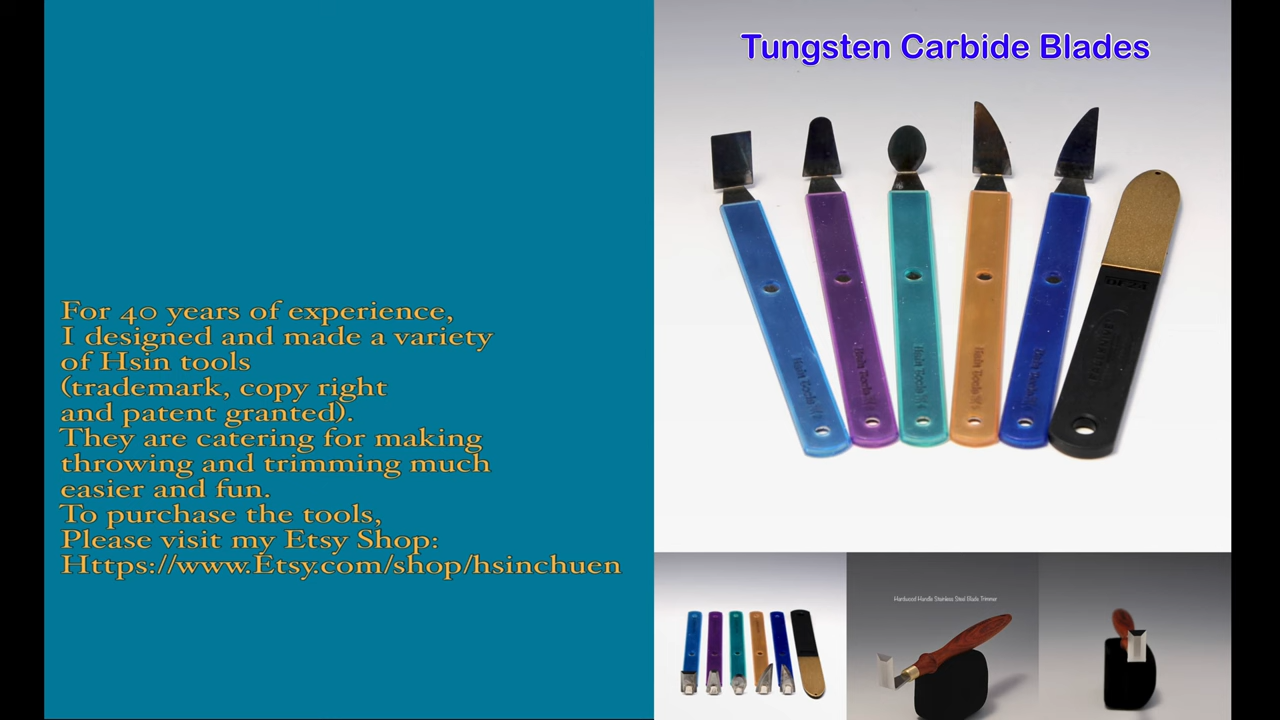 For 40 years of experience,
I designed and made a variety
of Hsin tools
(trademark, copy right
and patent granted).
They are catering for making
throwing and trimming much
easier and fun.
To purchase the tools,
Please visit my Etsy Shop:
Https://www.Etsy.com/shop/hsinchuen
Tungsten Carbide Blades
Hardwood Handle Stainless Steel Blade Trimmer